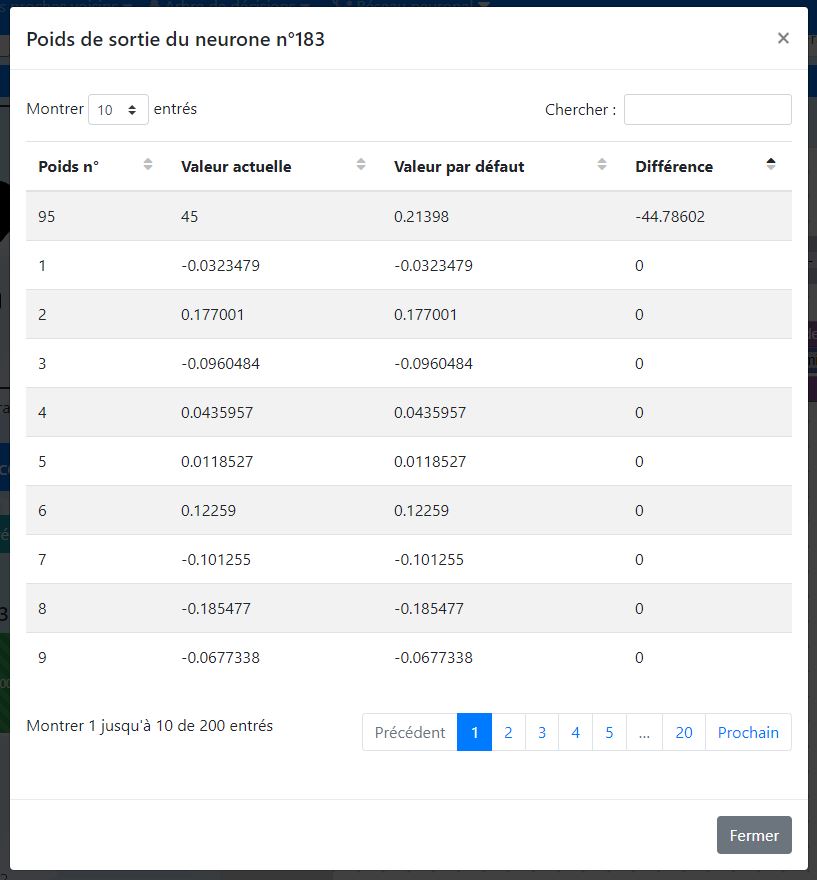 Poids de sortie du neurone n°183 ×
Montrer 10 entrés Chercher :
Poids n° Valeur actuelle Valeur par défaut Différence
95 45 0.21398 -44.78602
1 -0.0323479 -0.0323479 0
2 0.177001 0.177001 0
3 -0.0960484 -0.0960484 0
4 0.0435957 0.0435957 0
5 0.0118527 0.0118527 0
6 0.12259 0.12259 0
7 -0.101255 -0.101255 0
8 -0.185477 -0.185477 0
9 -0.0677338 -0.0677338 0
Montrer 1 jusqu'à 10 de 200 entrés Précédent 1 2 3 4 5 ... 20 Prochain
Fermer